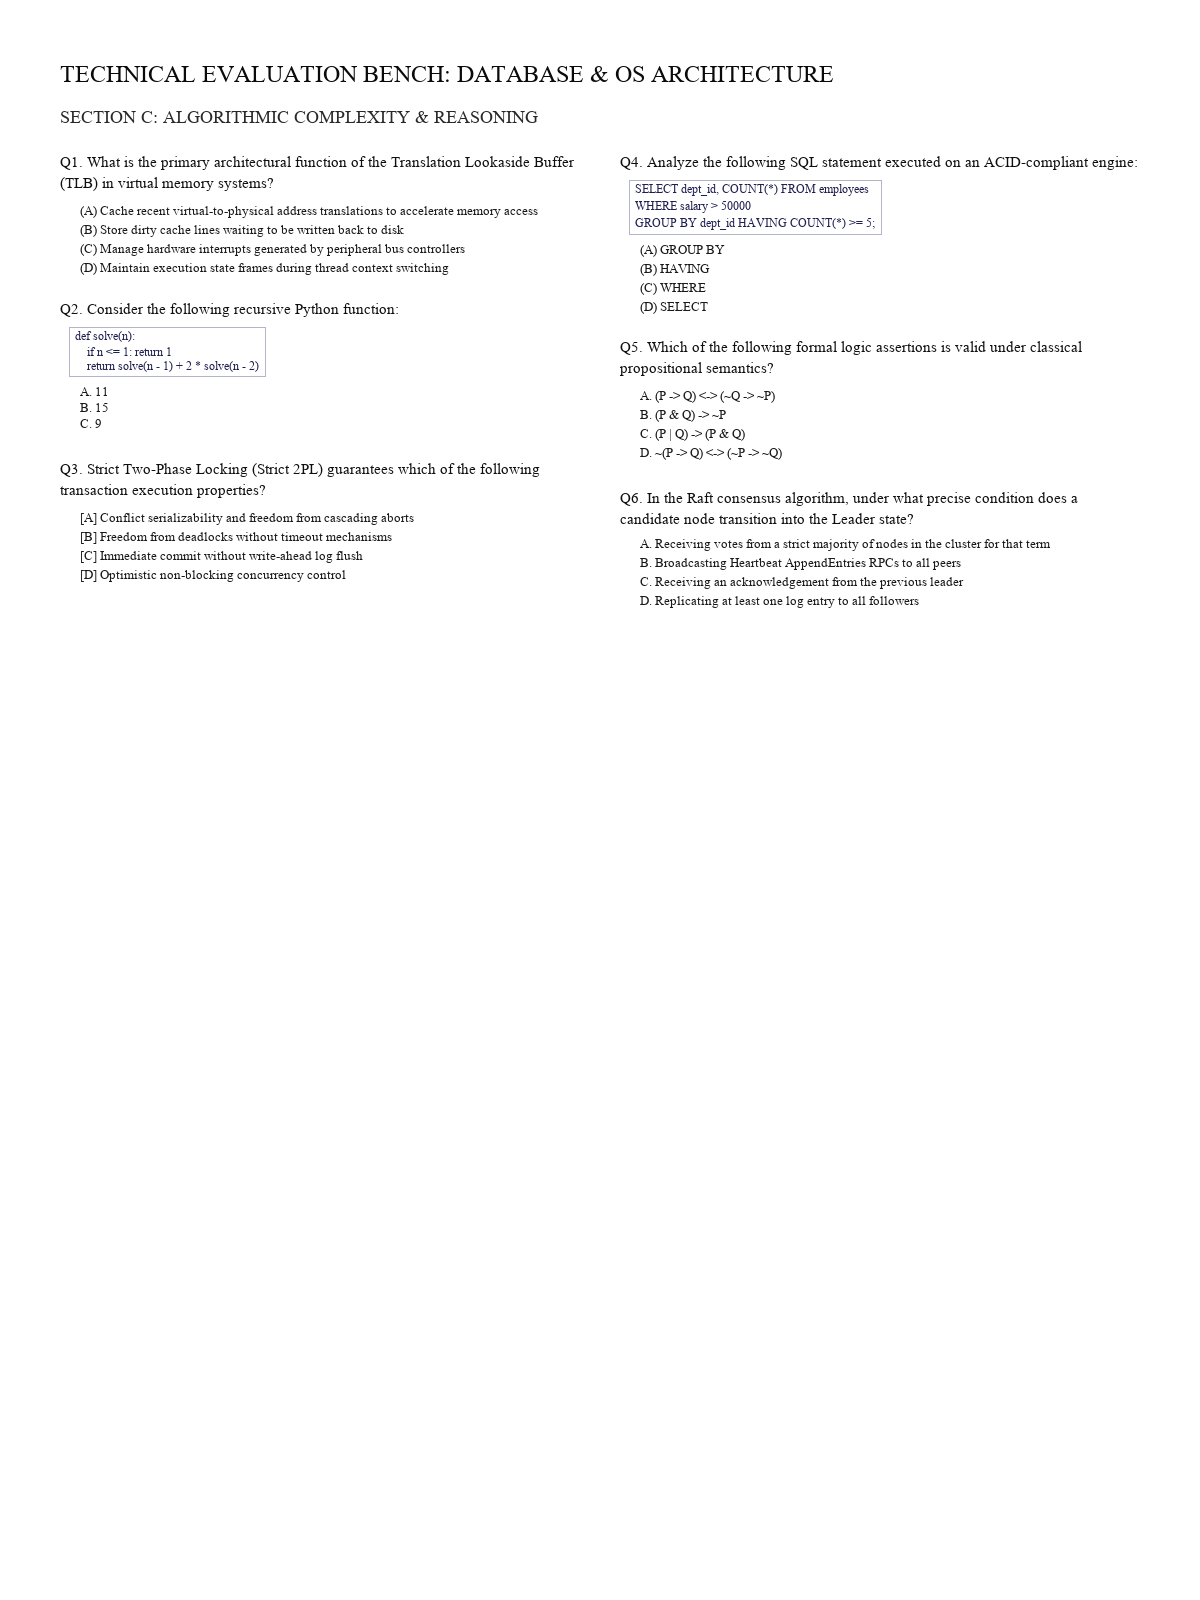 TECHNICAL EVALUATION BENCH: DATABASE & OS ARCHITECTURE
SECTION C: ALGORITHMIC COMPLEXITY & REASONING
Q1. What is the primary architectural function of the Translation Lookaside Buffer
(TLB) in virtual memory systems?
(A) Cache recent virtual-to-physical address translations to accelerate memory access
(B) Store dirty cache lines waiting to be written back to disk
(C) Manage hardware interrupts generated by peripheral bus controllers
(D) Maintain execution state frames during thread context switching
Q2. Consider the following recursive Python function:
def solve(n):
    if n <= 1: return 1
    return solve(n - 1) + 2 * solve(n - 2)
A. 11
B. 15
C. 9
Q3. Strict Two-Phase Locking (Strict 2PL) guarantees which of the following
transaction execution properties?
[A] Conflict serializability and freedom from cascading aborts
[B] Freedom from deadlocks without timeout mechanisms
[C] Immediate commit without write-ahead log flush
[D] Optimistic non-blocking concurrency control
Q4. Analyze the following SQL statement executed on an ACID-compliant engine:
SELECT dept_id, COUNT(*) FROM employees
WHERE salary > 50000
GROUP BY dept_id HAVING COUNT(*) >= 5;
(A) GROUP BY
(B) HAVING
(C) WHERE
(D) SELECT
Q5. Which of the following formal logic assertions is valid under classical
propositional semantics?
A. (P -> Q) <-> (~Q -> ~P)
B. (P & Q) -> ~P
C. (P | Q) -> (P & Q)
D. ~(P -> Q) <-> (~P -> ~Q)
Q6. In the Raft consensus algorithm, under what precise condition does a
candidate node transition into the Leader state?
A. Receiving votes from a strict majority of nodes in the cluster for that term
B. Broadcasting Heartbeat AppendEntries RPCs to all peers
C. Receiving an acknowledgement from the previous leader
D. Replicating at least one log entry to all followers